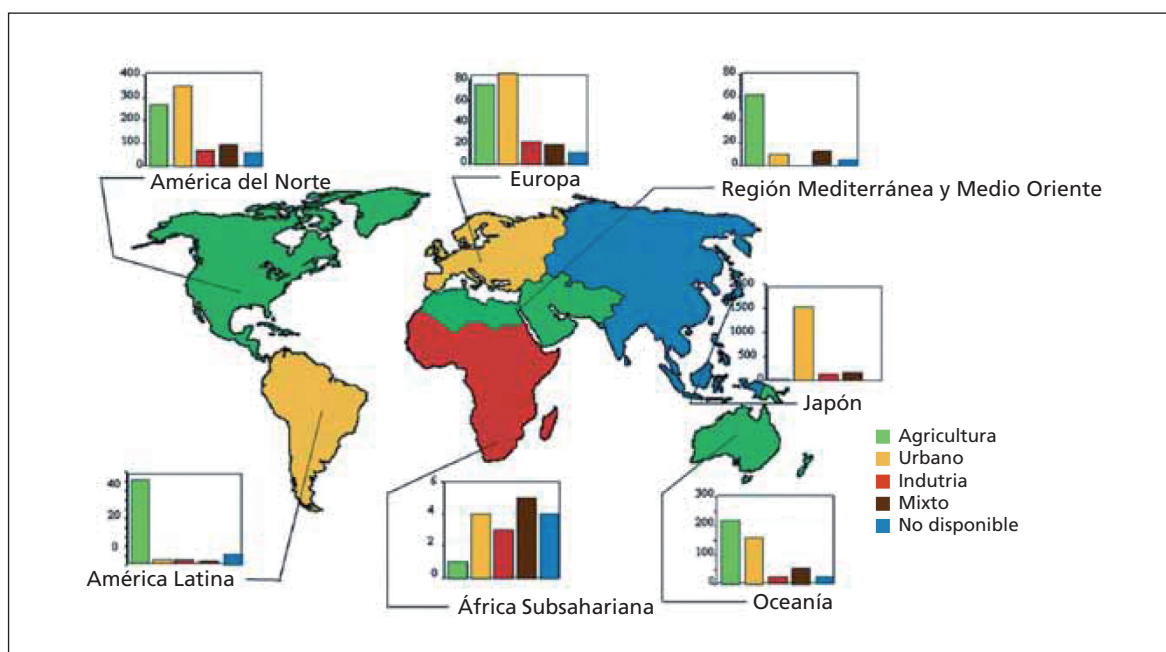 400
300
200
100
0
América del Norte
80
60
40
20
0
Europa
80
60
40
20
0
Región Mediterránea y Medio Oriente
1500
1000
500
0
Japón
Agricultura
Urbano
Indutria
Mixto
No disponible
40
20
0
América Latina
6
4
2
0
África Subsahariana
300
200
100
0
Oceanía